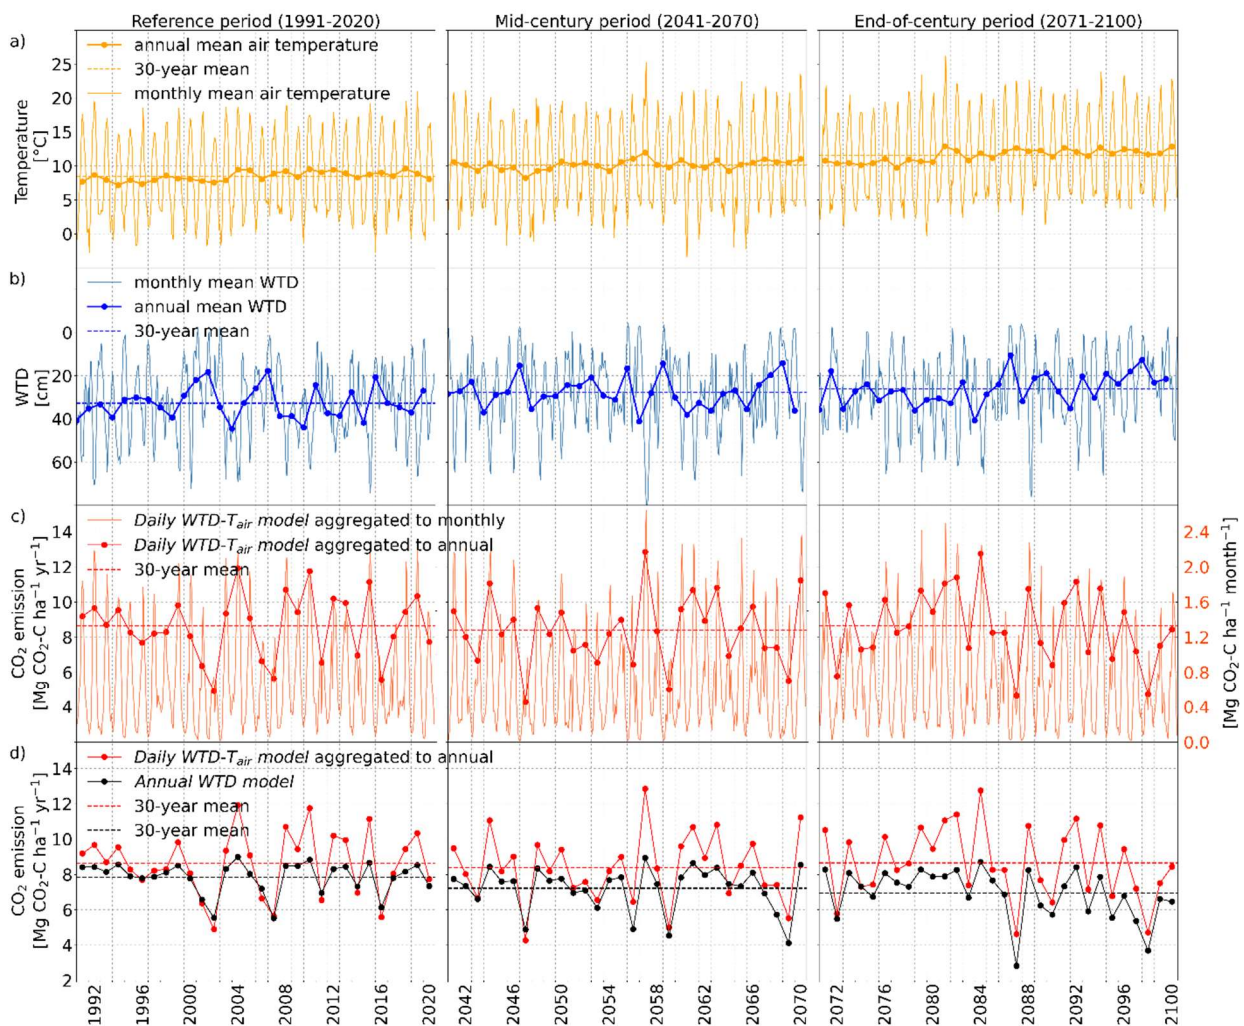 Reference period (1991-2020)
Mid-century period (2041-2070)
End-of-century period (2071-2100)
a)
annual mean air temperature
30-year mean
monthly mean air temperature
Temperature
[°C]
25
20
15
10
5
0
b)
monthly mean WTD
annual mean WTD
30-year mean
WTD
[cm]
0
20
40
60
c)
Daily WTD-Tair model aggregated to monthly
Daily WTD-Tair model aggregated to annual
30-year mean
CO₂ emission
[Mg CO₂-C ha⁻¹ yr⁻¹]
14
12
10
8
6
4
2.4
2.0
1.6
1.2
0.8
0.4
0.0
[Mg CO₂-C ha⁻¹ month⁻¹]
d)
Daily WTD-Tair model aggregated to annual
Annual WTD model
30-year mean
30-year mean
CO₂ emission
[Mg CO₂-C ha⁻¹ yr⁻¹]
14
12
10
8
6
4
2
1992
1996
2000
2004
2008
2012
2016
2020
2042
2046
2050
2054
2058
2062
2066
2070
2072
2076
2080
2084
2088
2092
2096
2100